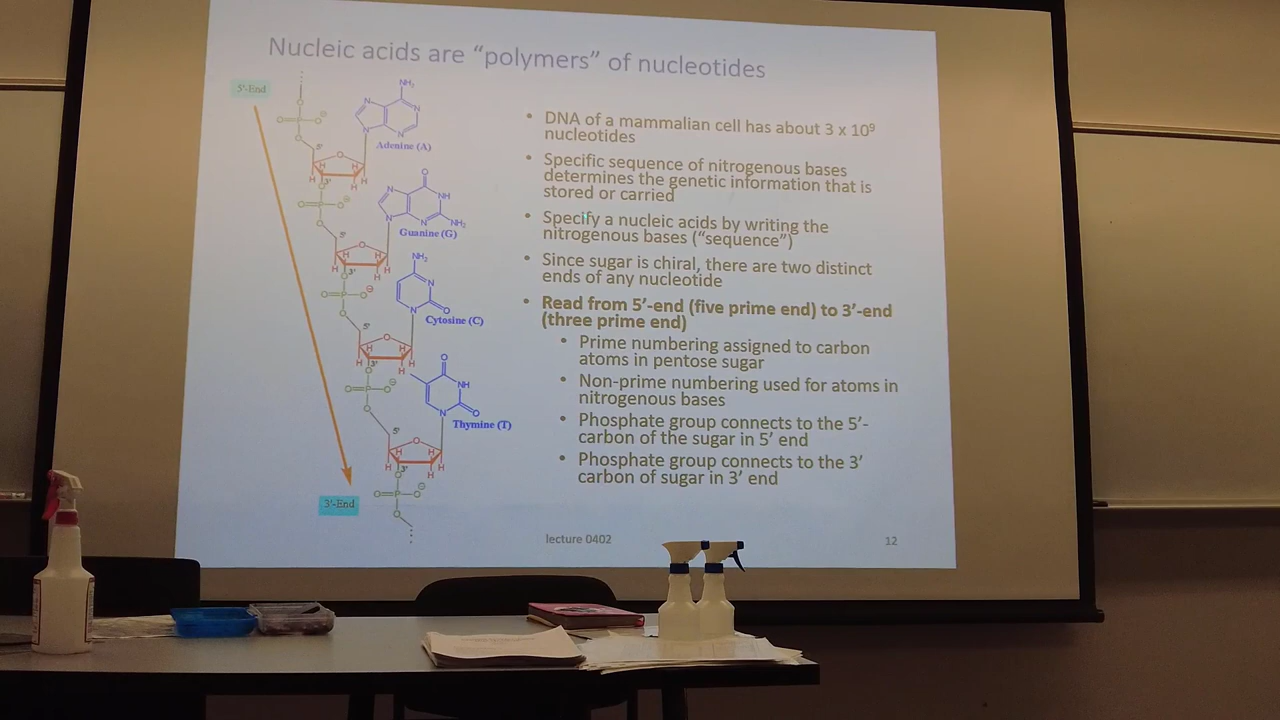 Nucleic acids are “polymers” of nucleotides
5'-End
Adenine (A)
Guanine (G)
Cytosine (C)
Thymine (T)
3'-End
• DNA of a mammalian cell has about 3 x 10⁹
nucleotides
• Specific sequence of nitrogenous bases
determines the genetic information that is
stored or carried
• Specify a nucleic acids by writing the
nitrogenous bases (“sequence”)
• Since sugar is chiral, there are two distinct
ends of any nucleotide
• Read from 5’-end (five prime end) to 3’-end
(three prime end)
• Prime numbering assigned to carbon
atoms in pentose sugar
• Non-prime numbering used for atoms in
nitrogenous bases
• Phosphate group connects to the 5’-
carbon of the sugar in 5’ end
• Phosphate group connects to the 3’
carbon of sugar in 3’ end
lecture 0402
12